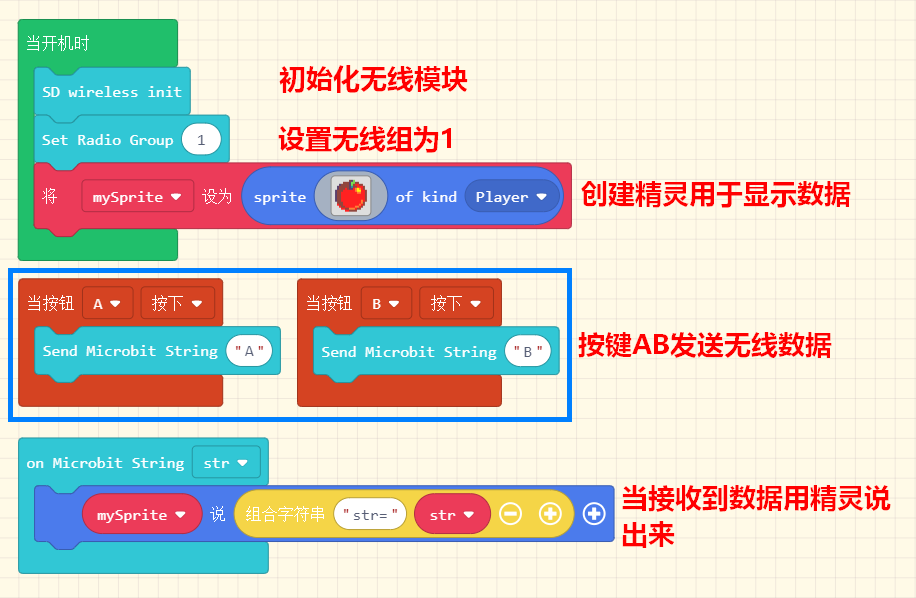 当开机时
SD wireless init
初始化无线模块
Set Radio Group 1
设置无线组为1
将 mySprite 设为 sprite of kind Player
创建精灵用于显示数据
当按钮 A 按下
Send Microbit String "A"
当按钮 B 按下
Send Microbit String "B"
按键AB发送无线数据
on Microbit String str
mySprite 说 组合字符串 "str=" str
当接收到数据用精灵说
出来